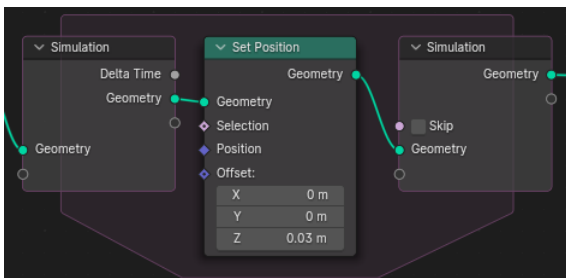 Simulation
Delta Time
Geometry
Geometry
Set Position
Geometry
Geometry
Selection
Position
Offset:
X 0 m
Y 0 m
Z 0.03 m
Simulation
Geometry
Skip
Geometry